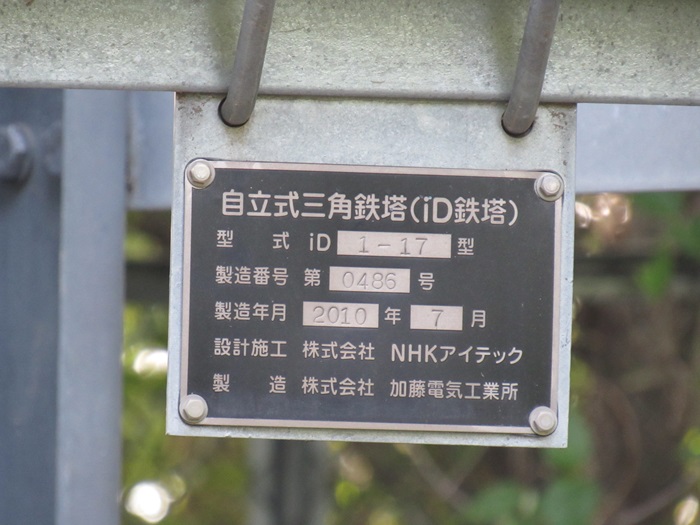 自立式三角鉄塔(iD鉄塔)
型 式 iD 1-17 型
製造番号 第 0486 号
製造年月 2010 年 7 月
設計施工 株式会社 NHKアイテック
製 造 株式会社 加藤電気工業所